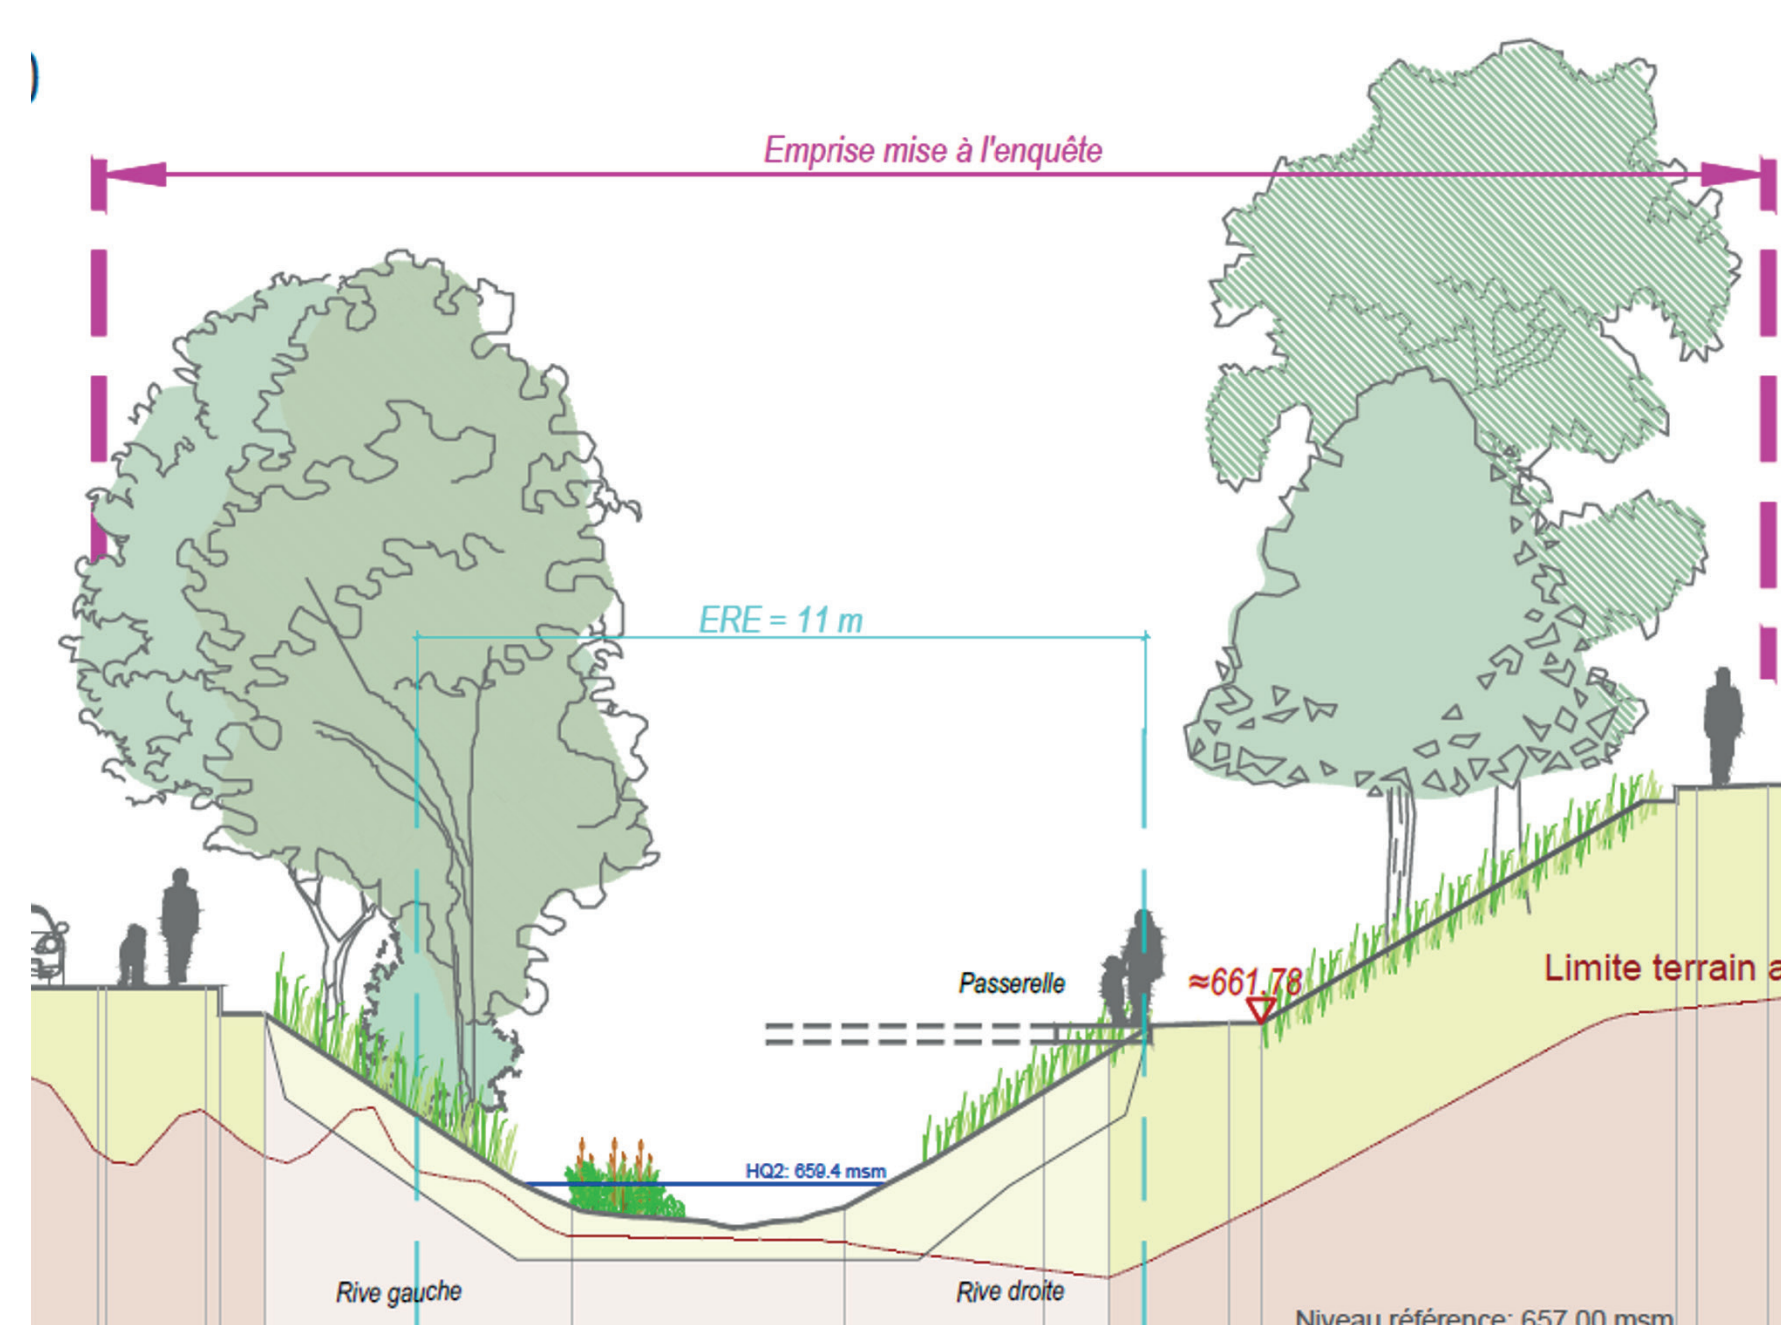 )
Emprise mise à l'enquête
ERE = 11 m
Passerelle
≈661.78
Limite terrain a
HQ2: 659.4 msm
Rive gauche
Rive droite
Niveau référence: 657.00 msm